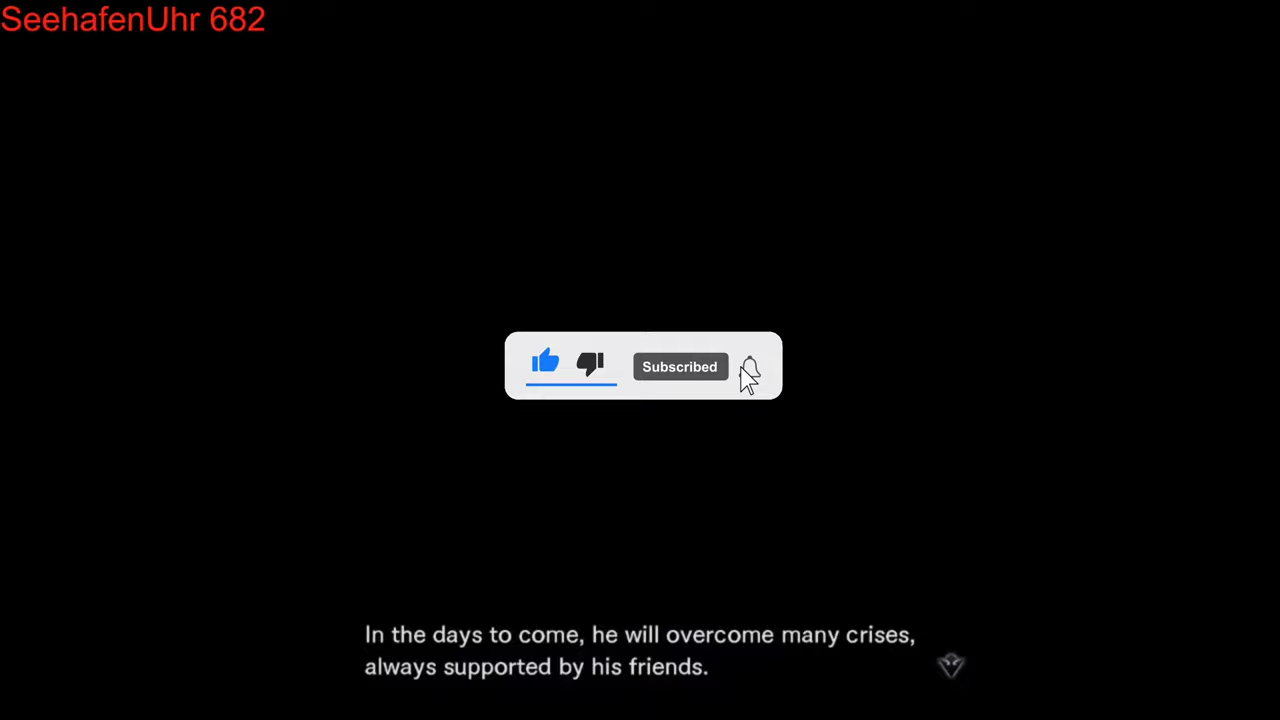 SeehafenUhr 682
Subscribed
In the days to come, he will overcome many crises,
always supported by his friends.